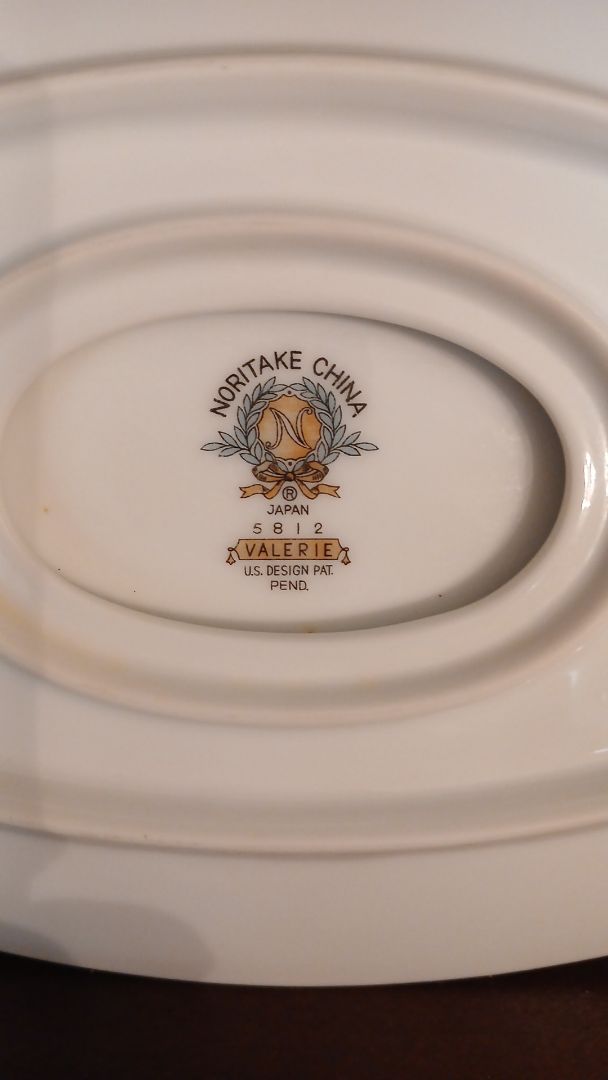 NORITAKE CHINA
N
®
JAPAN
5812
VALERIE
U.S. DESIGN PAT.
PEND.